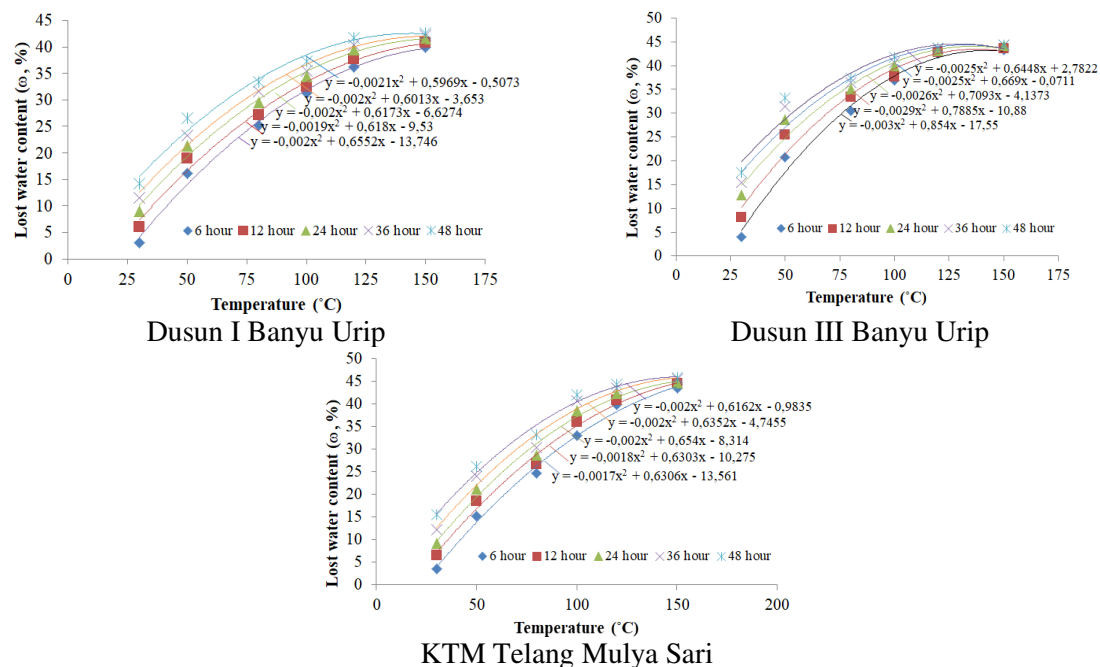 Lost water content (ω, %)
45
40
35
30
25
20
15
10
5
0
y = -0,0021x² + 0,5969x - 0,5073
y = -0,002x² + 0,6013x - 3,653
y = -0,002x² + 0,6173x - 6,6274
y = -0,0019x² + 0,618x - 9,53
y = -0,002x² + 0,6552x - 13,746
6 hour 12 hour 24 hour 36 hour 48 hour
0 25 50 75 100 125 150 175
Temperature (˚C)
Dusun I Banyu Urip
Lost water content (ω, %)
50
45
40
35
30
25
20
15
10
5
0
y = -0,0025x² + 0,6448x + 2,7822
y = -0,0025x² + 0,669x - 0,0711
y = -0,0026x² + 0,7093x - 4,1373
y = -0,0029x² + 0,7885x - 10,88
y = -0,003x² + 0,854x - 17,55
6 hour 12 hour 24 hour 36 hour 48 hour
0 25 50 75 100 125 150 175
Temperature (˚C)
Dusun III Banyu Urip
Lost water content (ω, %)
50
45
40
35
30
25
20
15
10
5
0
y = -0,002x² + 0,6162x - 0,9835
y = -0,002x² + 0,6352x - 4,7455
y = -0,002x² + 0,654x - 8,314
y = -0,0018x² + 0,6303x - 10,275
y = -0,0017x² + 0,6306x - 13,561
6 hour 12 hour 24 hour 36 hour 48 hour
0 50 100 150 200
Temperature (˚C)
KTM Telang Mulya Sari